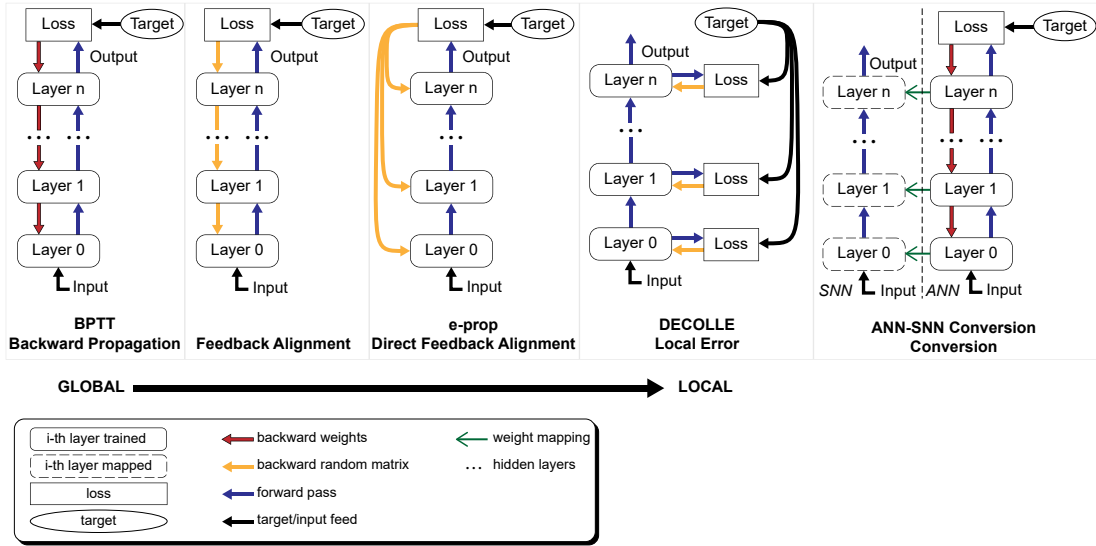 Loss
Target
Output
Layer n
...
...
Layer 1
Layer 0
Input
BPTT
Backward Propagation
Loss
Target
Output
Layer n
...
...
Layer 1
Layer 0
Input
Feedback Alignment
Loss
Target
Output
Layer n
...
Layer 1
Layer 0
Input
e-prop
Direct Feedback Alignment
Target
Output
Layer n
Loss
...
Layer 1
Loss
Layer 0
Loss
Input
DECOLLE
Local Error
Loss
Target
Output
Layer n
Layer n
...
...
...
Layer 1
Layer 1
Layer 0
Layer 0
SNN
Input
ANN
Input
ANN-SNN Conversion
Conversion
GLOBAL
LOCAL
i-th layer trained
i-th layer mapped
loss
target
backward weights
backward random matrix
forward pass
target/input feed
weight mapping
... hidden layers